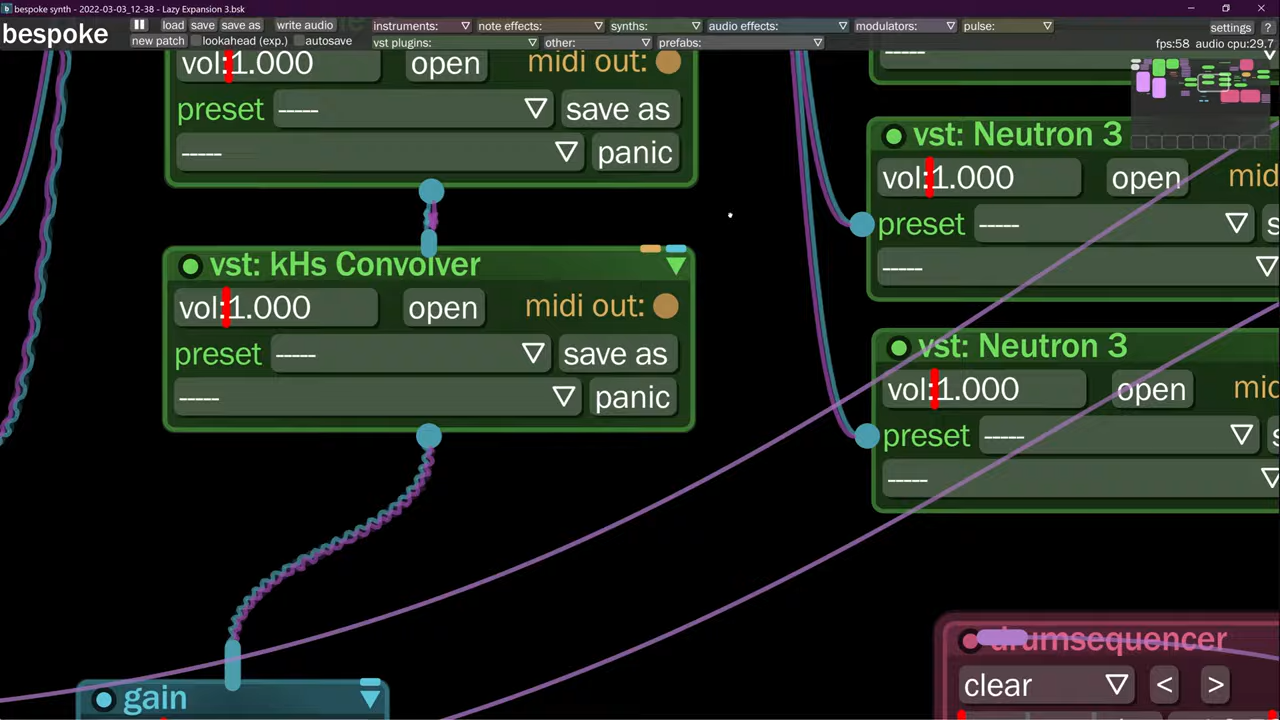 bespoke synth - 2022-03-03_12-38 - Lazy Expansion 3.bsk
bespoke
load save save as write audio
new patch lookahead (exp.) autosave
instruments: note effects: synths: audio effects: modulators: pulse:
vst plugins: other: prefabs:
settings ?
fps:58 audio cpu:29.7
vol:1.000 open midi out:
preset ----- save as
----- panic
vst: kHs Convolver
vol:1.000 open midi out:
preset ----- save as
----- panic
gain
-----
vst: Neutron 3
vol:1.000 open mid
preset ----- s
-----
vst: Neutron 3
vol:1.000 open mid
preset ----- s
-----
drumsequencer
clear < >